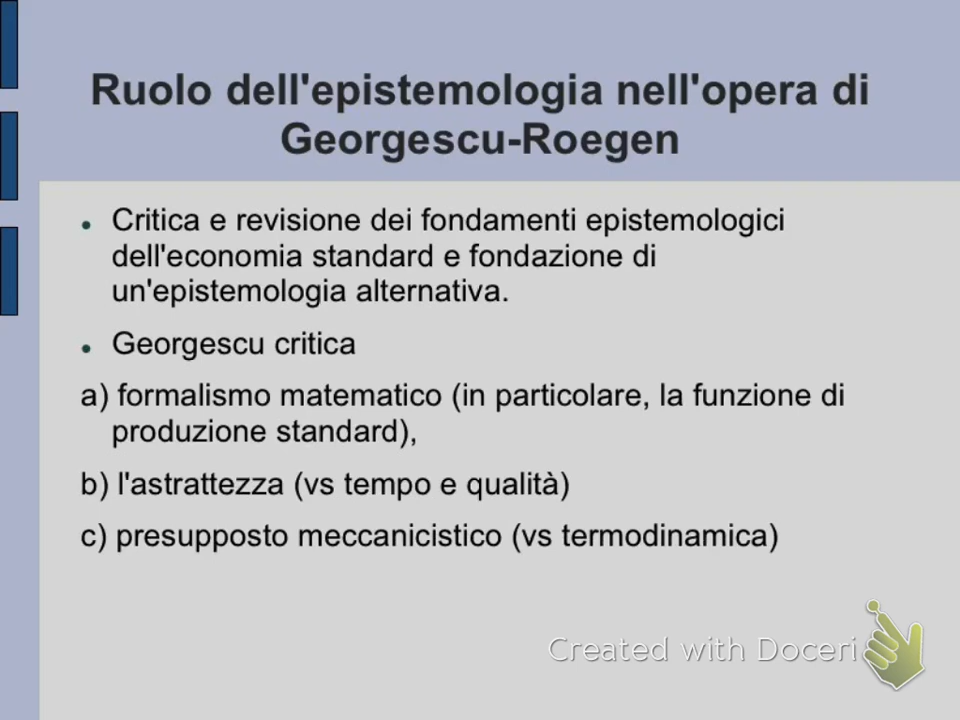 Ruolo dell'epistemologia nell'opera di
Georgescu-Roegen
Critica e revisione dei fondamenti epistemologici
dell'economia standard e fondazione di
un'epistemologia alternativa.
Georgescu critica
a) formalismo matematico (in particolare, la funzione di
produzione standard),
b) l'astrattezza (vs tempo e qualità)
c) presupposto meccanicistico (vs termodinamica)
Created with Doceri